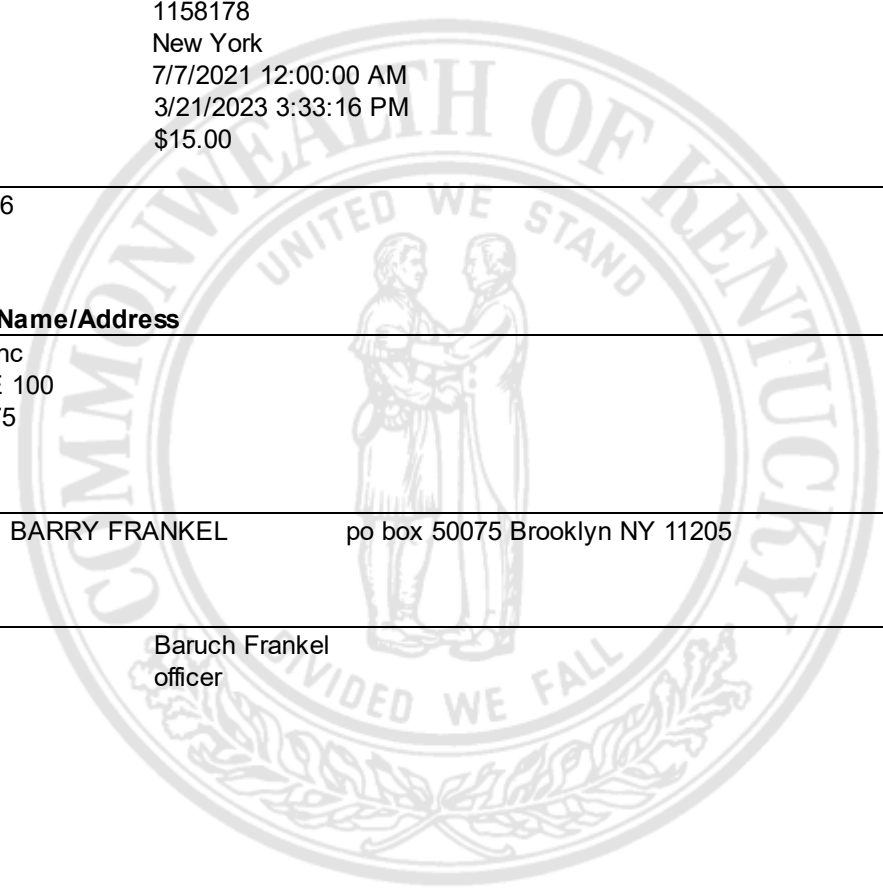 1158178
New York
7/7/2021 12:00:00 AM
3/21/2023 3:33:16 PM
$15.00
6
Name/Address
nc
E 100
75
BARRY FRANKEL po box 50075 Brooklyn NY 11205
Baruch Frankel
officer
COMMONWEALTH OF KENTUCKY
UNITED WE STAND
DIVIDED WE FALL